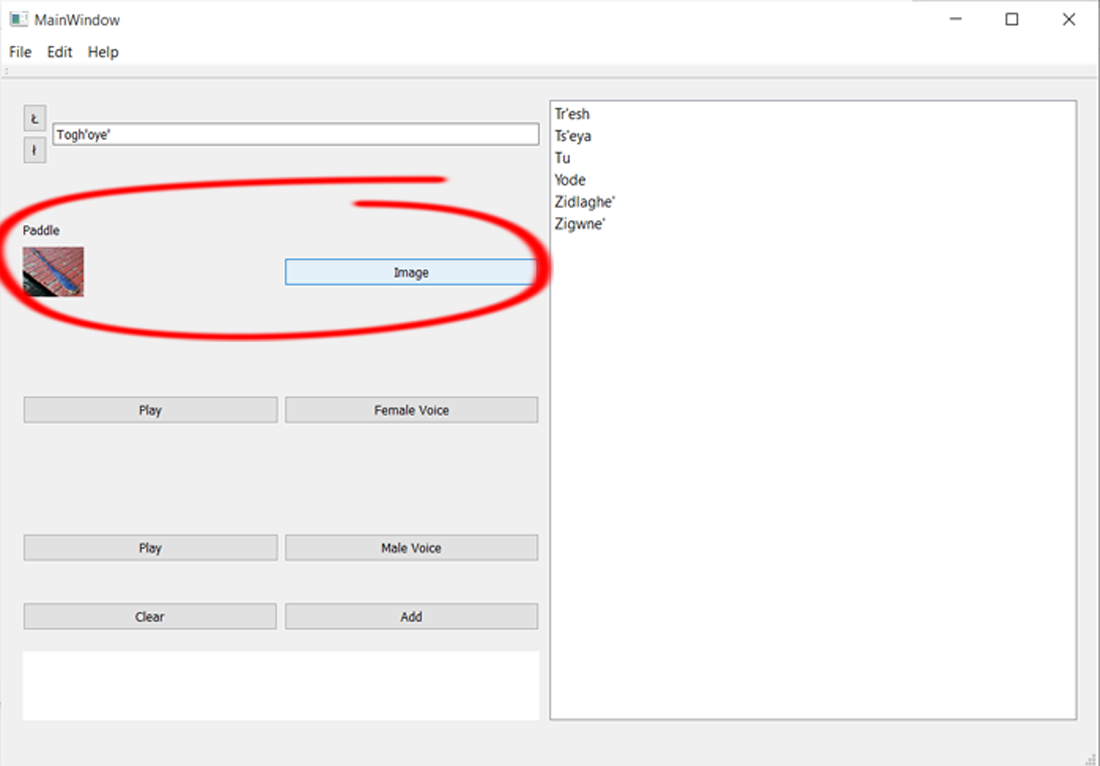 MainWindow
File Edit Help
Ł
ł
Togh'oye'
Paddle
Image
Play
Female Voice
Play
Male Voice
Clear
Add
Tr'esh
Ts'eya
Tu
Yode
Zidlaghe'
Zigwne'